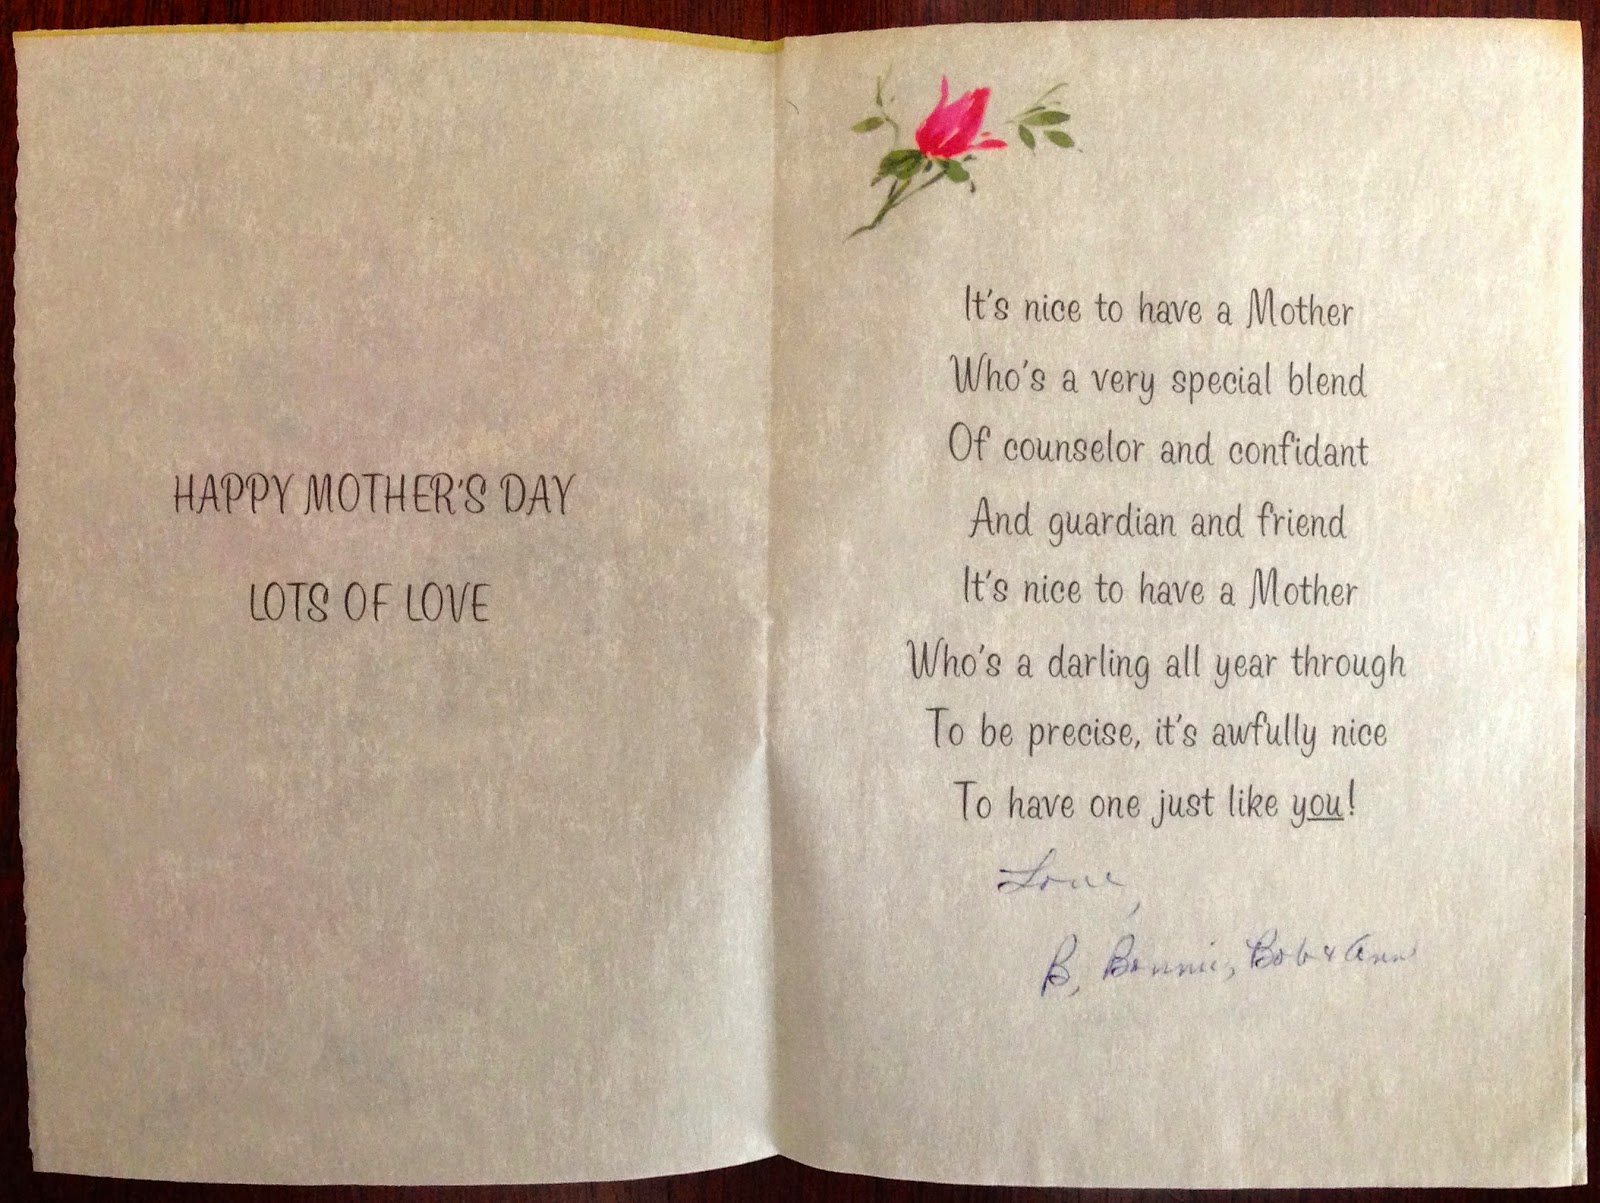 HAPPY MOTHER'S DAY
LOTS OF LOVE
It's nice to have a Mother
Who's a very special blend
Of counselor and confidant
And guardian and friend
It's nice to have a Mother
Who's a darling all year through
To be precise, it's awfully nice
To have one just like you!
Love,
B, Bonnie, Bob & Ann